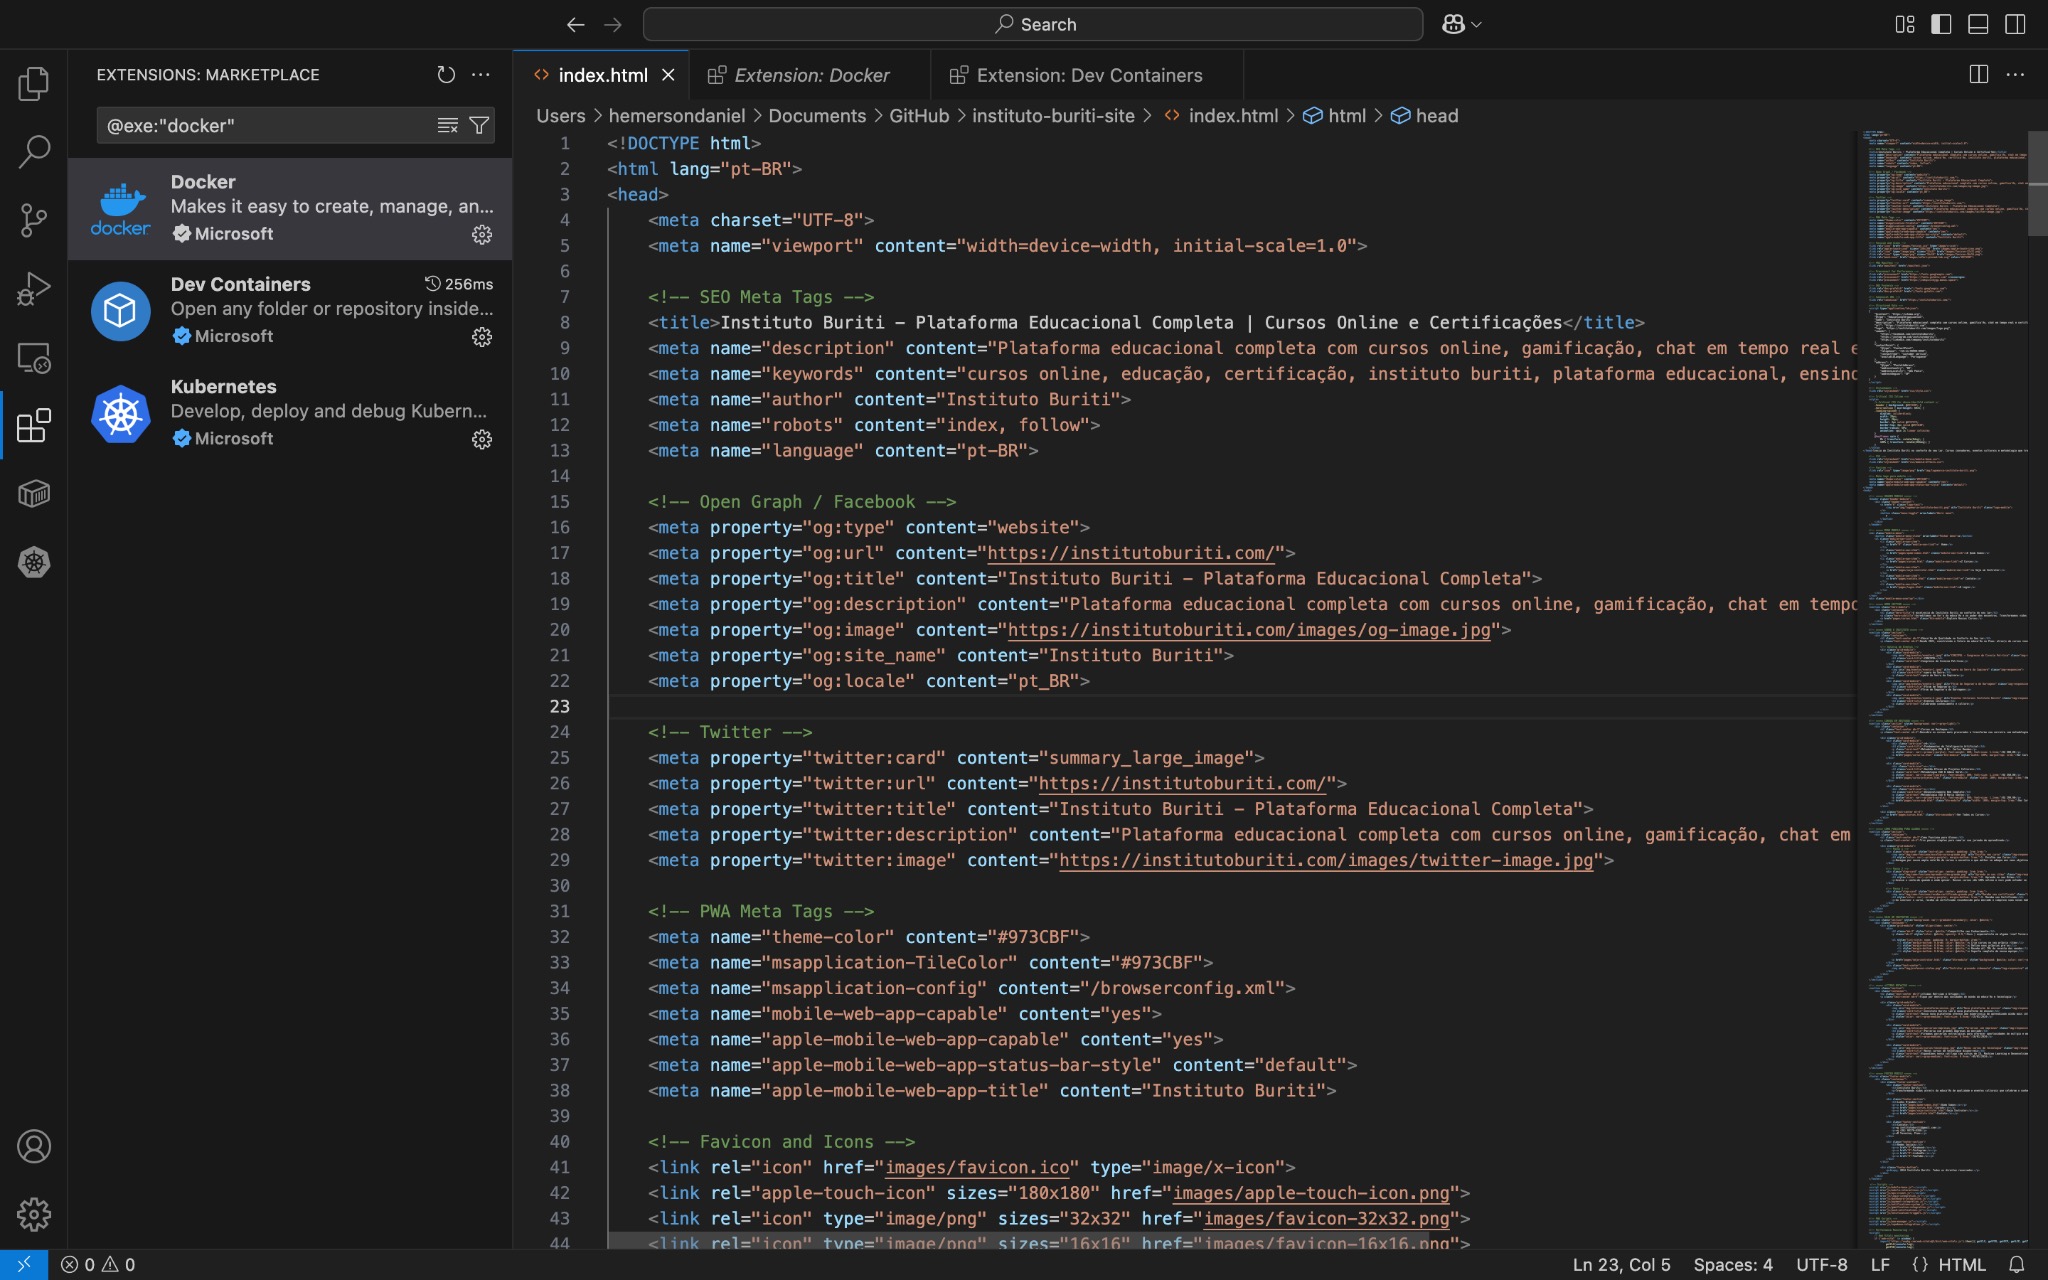 Search
EXTENSIONS: MARKETPLACE
@exe:"docker"
Docker
Makes it easy to create, manage, an...
Microsoft
docker
Dev Containers
256ms
Open any folder or repository inside...
Microsoft
Kubernetes
Develop, deploy and debug Kubern...
Microsoft
index.html
Extension: Docker
Extension: Dev Containers
Users > hemersondaniel > Documents > GitHub > instituto-buriti-site > index.html > html > head
1 <!DOCTYPE html>
2 <html lang="pt-BR">
3 <head>
4 <meta charset="UTF-8">
5 <meta name="viewport" content="width=device-width, initial-scale=1.0">
6
7 <!-- SEO Meta Tags -->
8 <title>Instituto Buriti - Plataforma Educacional Completa | Cursos Online e Certificações</title>
9 <meta name="description" content="Plataforma educacional completa com cursos online, gamificação, chat em tempo real e
10 <meta name="keywords" content="cursos online, educação, certificação, instituto buriti, plataforma educacional, ensino
11 <meta name="author" content="Instituto Buriti">
12 <meta name="robots" content="index, follow">
13 <meta name="language" content="pt-BR">
14
15 <!-- Open Graph / Facebook -->
16 <meta property="og:type" content="website">
17 <meta property="og:url" content="https://institutoburiti.com/">
18 <meta property="og:title" content="Instituto Buriti - Plataforma Educacional Completa">
19 <meta property="og:description" content="Plataforma educacional completa com cursos online, gamificação, chat em tempo
20 <meta property="og:image" content="https://institutoburiti.com/images/og-image.jpg">
21 <meta property="og:site_name" content="Instituto Buriti">
22 <meta property="og:locale" content="pt_BR">
23
24 <!-- Twitter -->
25 <meta property="twitter:card" content="summary_large_image">
26 <meta property="twitter:url" content="https://institutoburiti.com/">
27 <meta property="twitter:title" content="Instituto Buriti - Plataforma Educacional Completa">
28 <meta property="twitter:description" content="Plataforma educacional completa com cursos online, gamificação, chat em
29 <meta property="twitter:image" content="https://institutoburiti.com/images/twitter-image.jpg">
30
31 <!-- PWA Meta Tags -->
32 <meta name="theme-color" content="#973CBF">
33 <meta name="msapplication-TileColor" content="#973CBF">
34 <meta name="msapplication-config" content="/browserconfig.xml">
35 <meta name="mobile-web-app-capable" content="yes">
36 <meta name="apple-mobile-web-app-capable" content="yes">
37 <meta name="apple-mobile-web-app-status-bar-style" content="default">
38 <meta name="apple-mobile-web-app-title" content="Instituto Buriti">
39
40 <!-- Favicon and Icons -->
41 <link rel="icon" href="images/favicon.ico" type="image/x-icon">
42 <link rel="apple-touch-icon" sizes="180x180" href="images/apple-touch-icon.png">
43 <link rel="icon" type="image/png" sizes="32x32" href="images/favicon-32x32.png">
44 <link rel="icon" type="image/png" sizes="16x16" href="images/favicon-16x16.png">
0 0
Ln 23, Col 5
Spaces: 4
UTF-8
LF
{} HTML